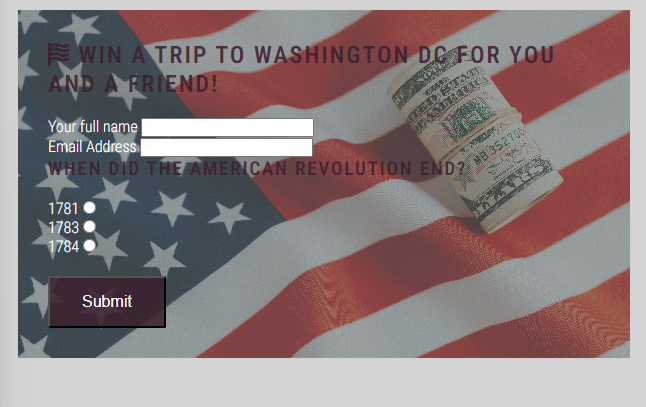 WIN A TRIP TO WASHINGTON DC FOR YOU
AND A FRIEND!
Your full name
Email Address
WHEN DID THE AMERICAN REVOLUTION END?
1781
1783
1784
Submit